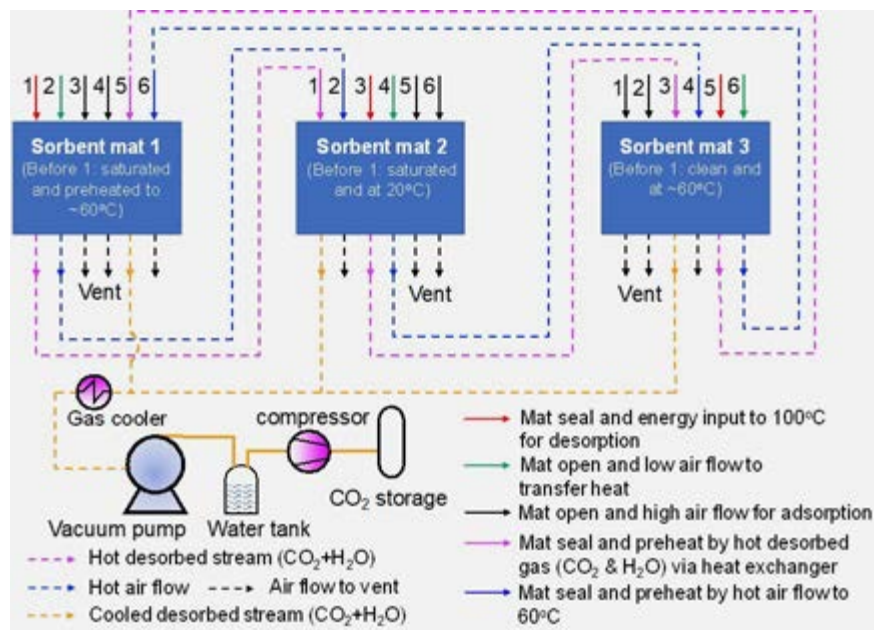 1 2 3 4 5 6
1 2 3 4 5 6
1 2 3 4 5 6
Sorbent mat 1
(Before 1: saturated
and preheated to
~60ºC)
Sorbent mat 2
(Before 1: saturated
and at 20ºC)
Sorbent mat 3
(Before 1: clean and
at ~60ºC)
Vent
Vent
Vent
Gas cooler
compressor
CO₂ storage
Vacuum pump
Water tank
Hot desorbed stream (CO₂+H₂O)
Hot air flow
Air flow to vent
Cooled desorbed stream (CO₂+H₂O)
Mat seal and energy input to 100ºC
for desorption
Mat open and low air flow to
transfer heat
Mat open and high air flow for adsorption
Mat seal and preheat by hot desorbed
gas (CO₂ & H₂O) via heat exchanger
Mat seal and preheat by hot air flow to
60ºC